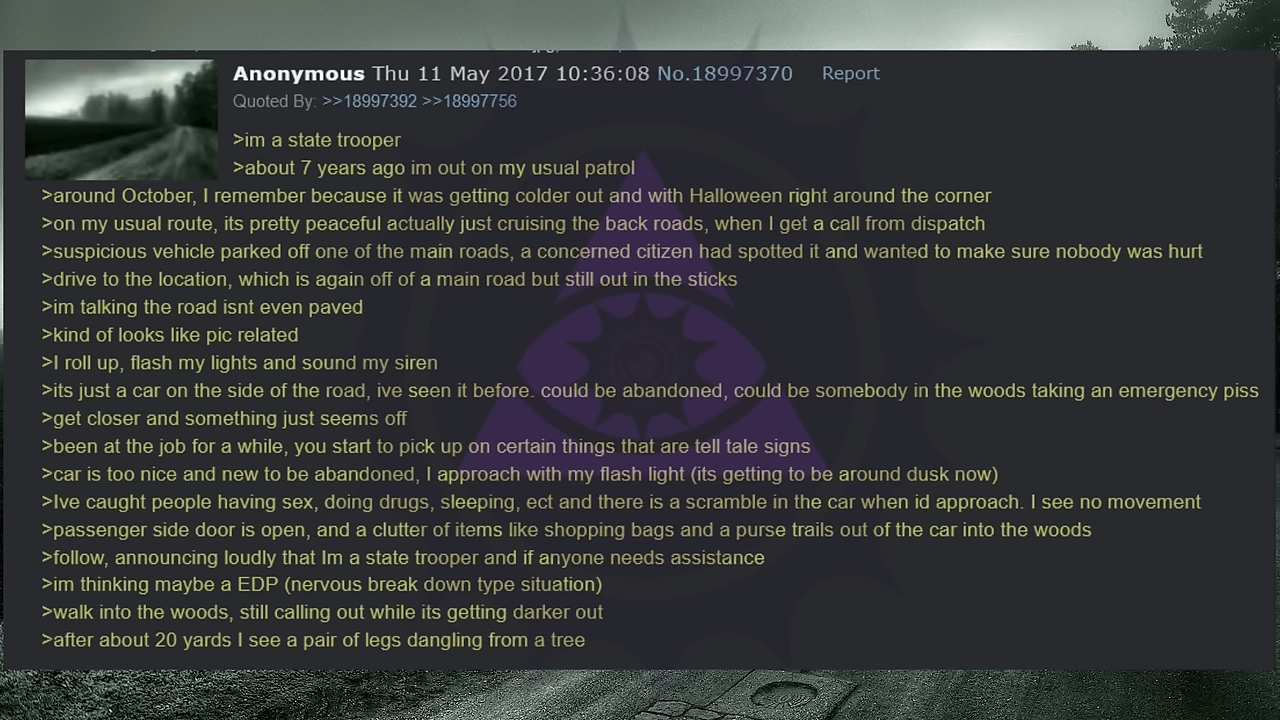 Anonymous Thu 11 May 2017 10:36:08 No.18997370 Report
Quoted By: >>18997392 >>18997756
>im a state trooper
>about 7 years ago im out on my usual patrol
>around October, I remember because it was getting colder out and with Halloween right around the corner
>on my usual route, its pretty peaceful actually just cruising the back roads, when I get a call from dispatch
>suspicious vehicle parked off one of the main roads, a concerned citizen had spotted it and wanted to make sure nobody was hurt
>drive to the location, which is again off of a main road but still out in the sticks
>im talking the road isnt even paved
>kind of looks like pic related
>I roll up, flash my lights and sound my siren
>its just a car on the side of the road, ive seen it before. could be abandoned, could be somebody in the woods taking an emergency piss
>get closer and something just seems off
>been at the job for a while, you start to pick up on certain things that are tell tale signs
>car is too nice and new to be abandoned, I approach with my flash light (its getting to be around dusk now)
>Ive caught people having sex, doing drugs, sleeping, ect and there is a scramble in the car when id approach. I see no movement
>passenger side door is open, and a clutter of items like shopping bags and a purse trails out of the car into the woods
>follow, announcing loudly that Im a state trooper and if anyone needs assistance
>im thinking maybe a EDP (nervous break down type situation)
>walk into the woods, still calling out while its getting darker out
>after about 20 yards I see a pair of legs dangling from a tree